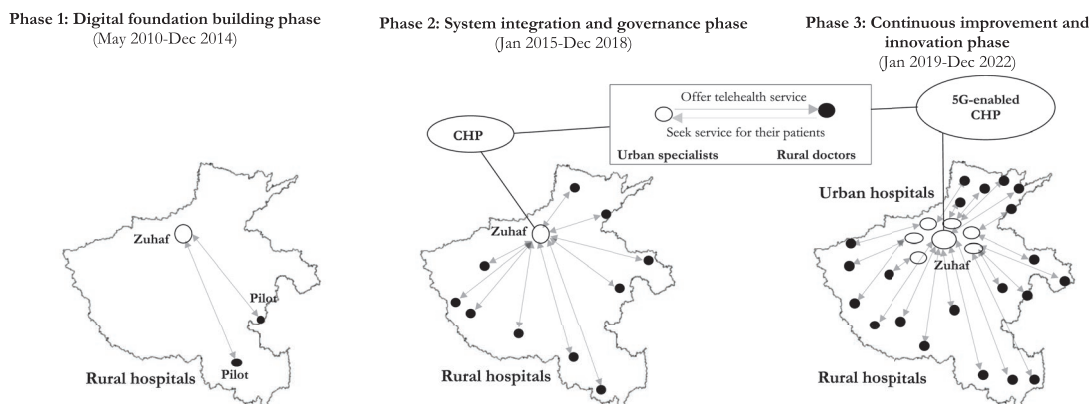 Phase 1: Digital foundation building phase
(May 2010-Dec 2014)
Zuhaf
Pilot
Pilot
Rural hospitals
Phase 2: System integration and governance phase
(Jan 2015-Dec 2018)
CHP
Offer telehealth service
Seek service for their patients
Urban specialists
Rural doctors
Zuhaf
Rural hospitals
Phase 3: Continuous improvement and
innovation phase
(Jan 2019-Dec 2022)
5G-enabled
CHP
Urban hospitals
Zuhaf
Rural hospitals